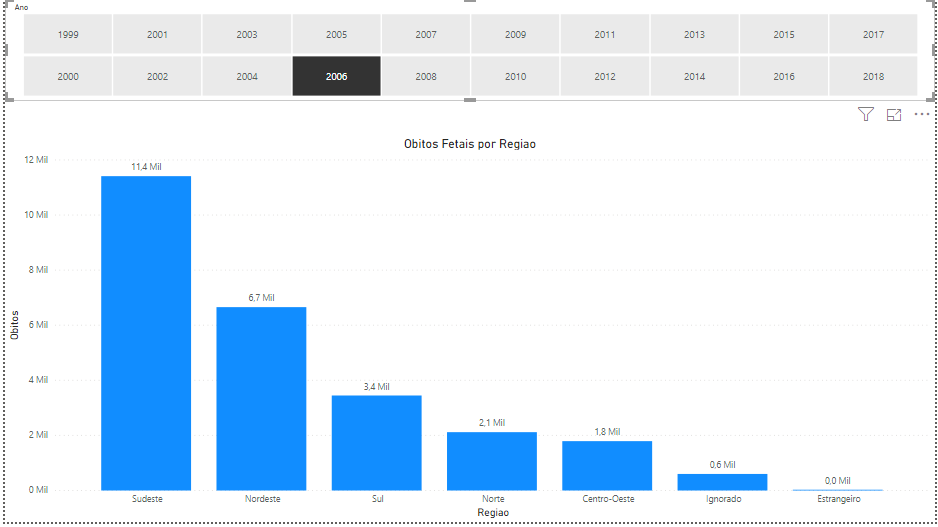 Ano
1999 2001 2003 2005 2007 2009 2011 2013 2015 2017
2000 2002 2004 2006 2008 2010 2012 2014 2016 2018
Obitos Fetais por Regiao
12 Mil
11,4 Mil
10 Mil
8 Mil
6,7 Mil
6 Mil
Obitos
4 Mil
3,4 Mil
2,1 Mil
2 Mil
1,8 Mil
0,6 Mil
0,0 Mil
0 Mil
Sudeste Nordeste Sul Norte Centro-Oeste Ignorado Estrangeiro
Regiao